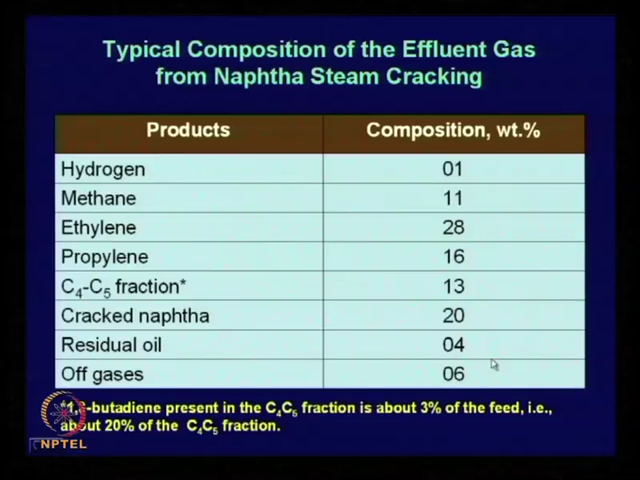 Typical Composition of the Effluent Gas
from Naphtha Steam Cracking
Products Composition, wt.%
Hydrogen 01
Methane 11
Ethylene 28
Propylene 16
C4-C5 fraction* 13
Cracked naphtha 20
Residual oil 04
Off gases 06
*1,3-butadiene present in the C4C5 fraction is about 3% of the feed, i.e.,
about 20% of the C4C5 fraction.
NPTEL